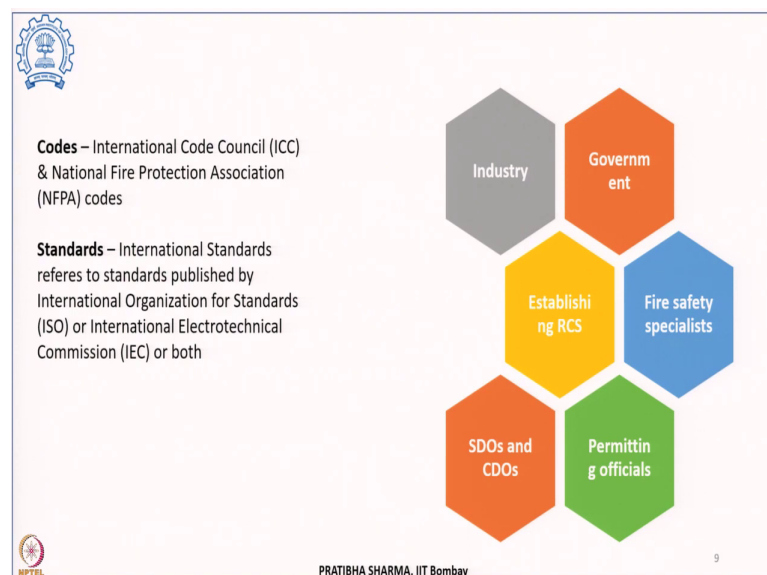 Codes – International Code Council (ICC)
& National Fire Protection Association
(NFPA) codes
Standards – International Standards
referes to standards published by
International Organization for Standards
(ISO) or International Electrotechnical
Commission (IEC) or both
Industry
Governm
ent
Establishi
ng RCS
Fire safety
specialists
SDOs and
CDOs
Permittin
g officials
NPTEL
PRATIBHA SHARMA, IIT Bombay
9